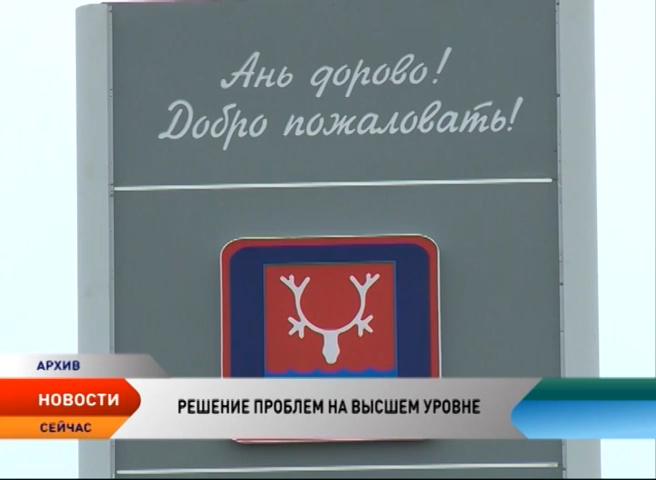 Ань дорово!
Добро пожаловать!
АРХИВ
НОВОСТИ
СЕЙЧАС
РЕШЕНИЕ ПРОБЛЕМ НА ВЫСШЕМ УРОВНЕ